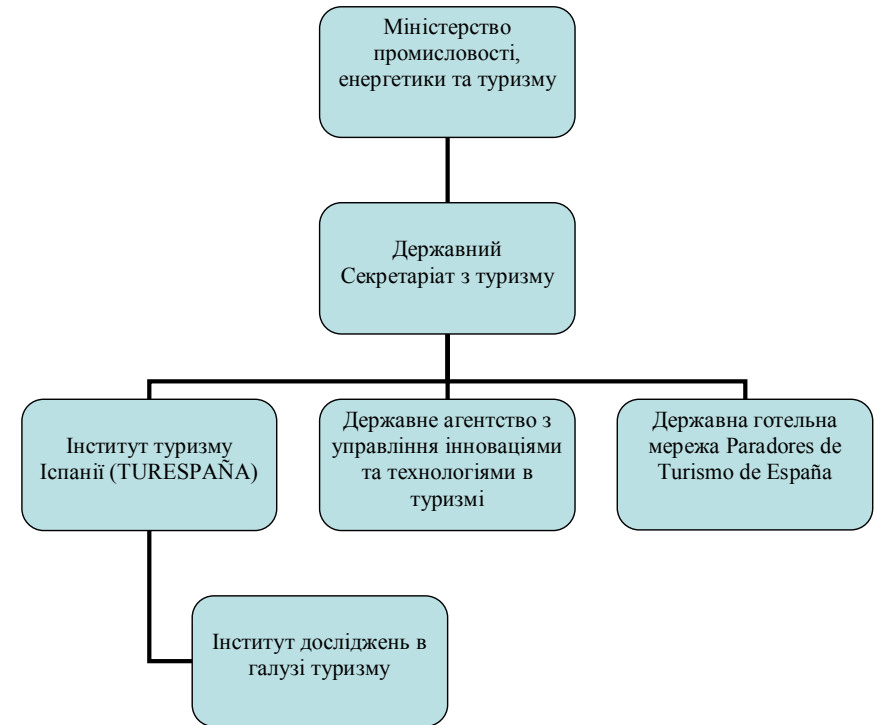 Міністерство
промисловості,
енергетики та туризму
Державний
Секретаріат з туризму
Інститут туризму
Іспанії (TURESPAÑA)
Державне агентство з
управління інноваціями
та технологіями в
туризмі
Державна готельна
мережа Paradores de
Turismo de España
Інститут досліджень в
галузі туризму